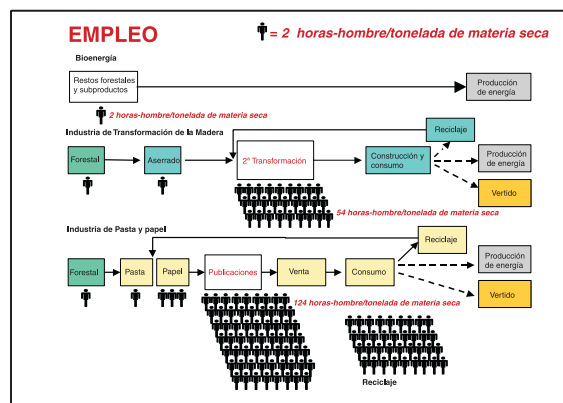 EMPLEO
= 2 horas-hombre/tonelada de materia seca
Bioenergía
Restos forestales
y subproductos
Producción
de energía
2 horas-hombre/tonelada de materia seca
Industria de Transformación de la Madera
Reciclaje
Forestal
Aserrado
2ª Transformación
Construcción y
consumo
Producción
de energía
Vertido
54 horas-hombre/tonelada de materia seca
Industria de Pasta y papel
Reciclaje
Forestal
Pasta
Papel
Publicaciones
Venta
Consumo
Producción
de energía
Vertido
124 horas-hombre/tonelada de materia seca
Reciclaje